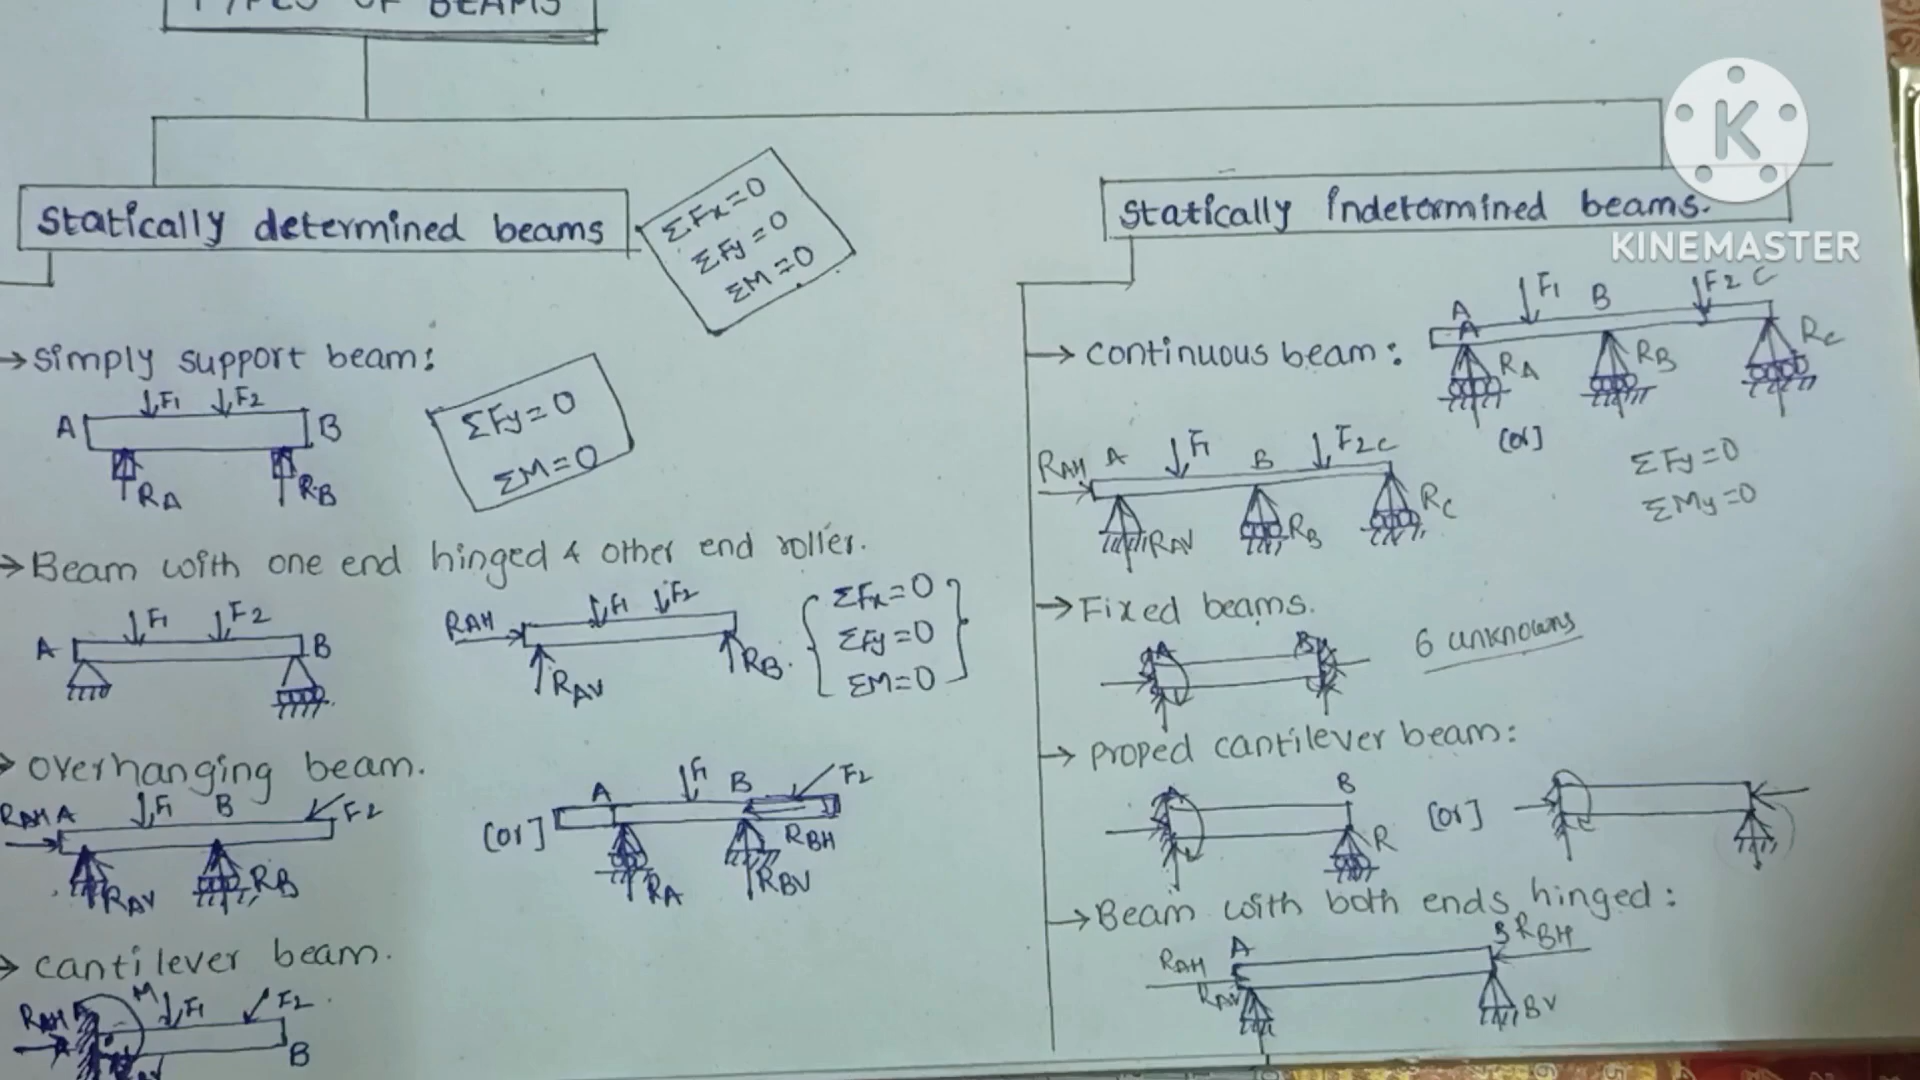 TYPES OF BEAMS
Statically determined beams
ΣFx=0
ΣFy=0
ΣM=0
→ Simply support beam:
A F1 F2 B
RA RB
ΣFy=0
ΣM=0
→ Beam with one end hinged & other end roller.
A F1 F2 B
RAH F1 F2
RAV RB.
ΣFx=0
ΣFy=0
ΣM=0
→ overhanging beam.
RAH A F1 B F2
RAV RB
[or] A F1 B F2
RBH
RA RBV
→ cantilever beam.
RAH M F1 F2
A B
RAV
Statically Indetermined beams.
K
KINEMASTER
→ continuous beam:
A F1 B F2 C
A
RA RB RC
[or]
RAH A F1 B F2 C
RAV RB RC
ΣFy=0
ΣMy=0
→ Fixed beams.
A B
6 unknowns
→ Proped cantilever beam:
A B
R
[or]
→ Beam with both ends hinged:
RAH A B RBH
RAV BV